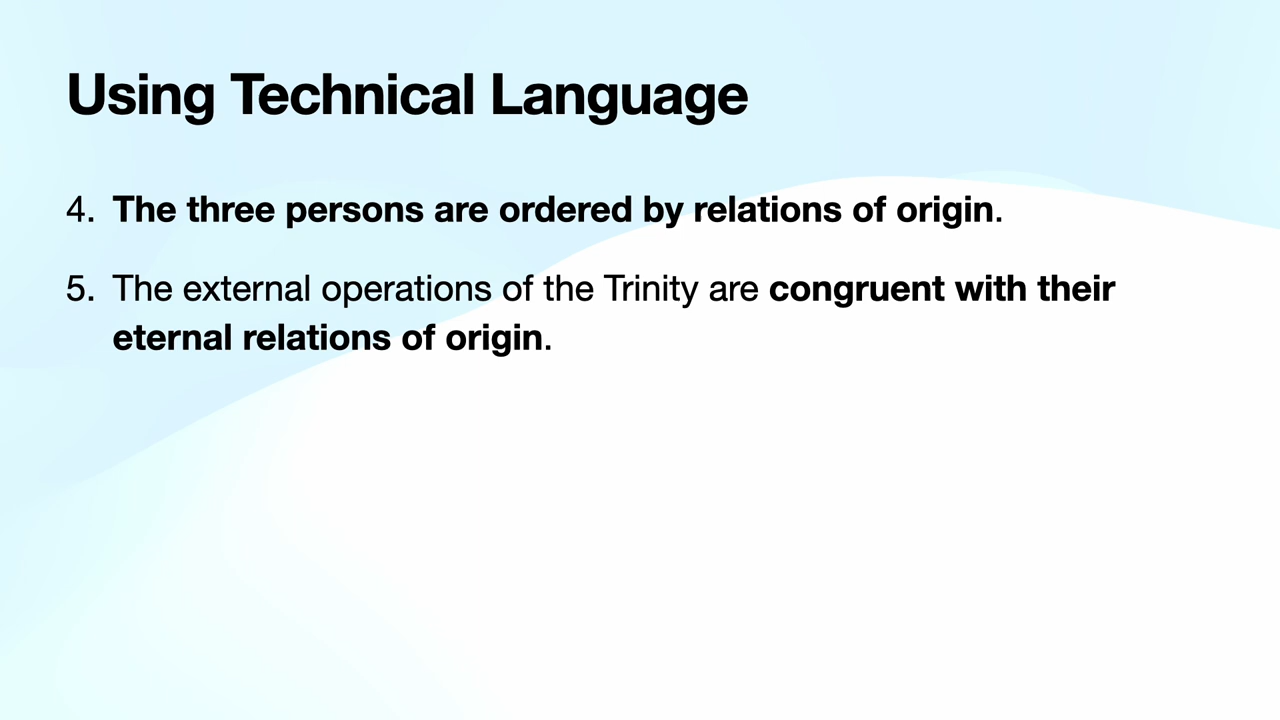 Using Technical Language
4. The three persons are ordered by relations of origin.
5. The external operations of the Trinity are congruent with their
eternal relations of origin.